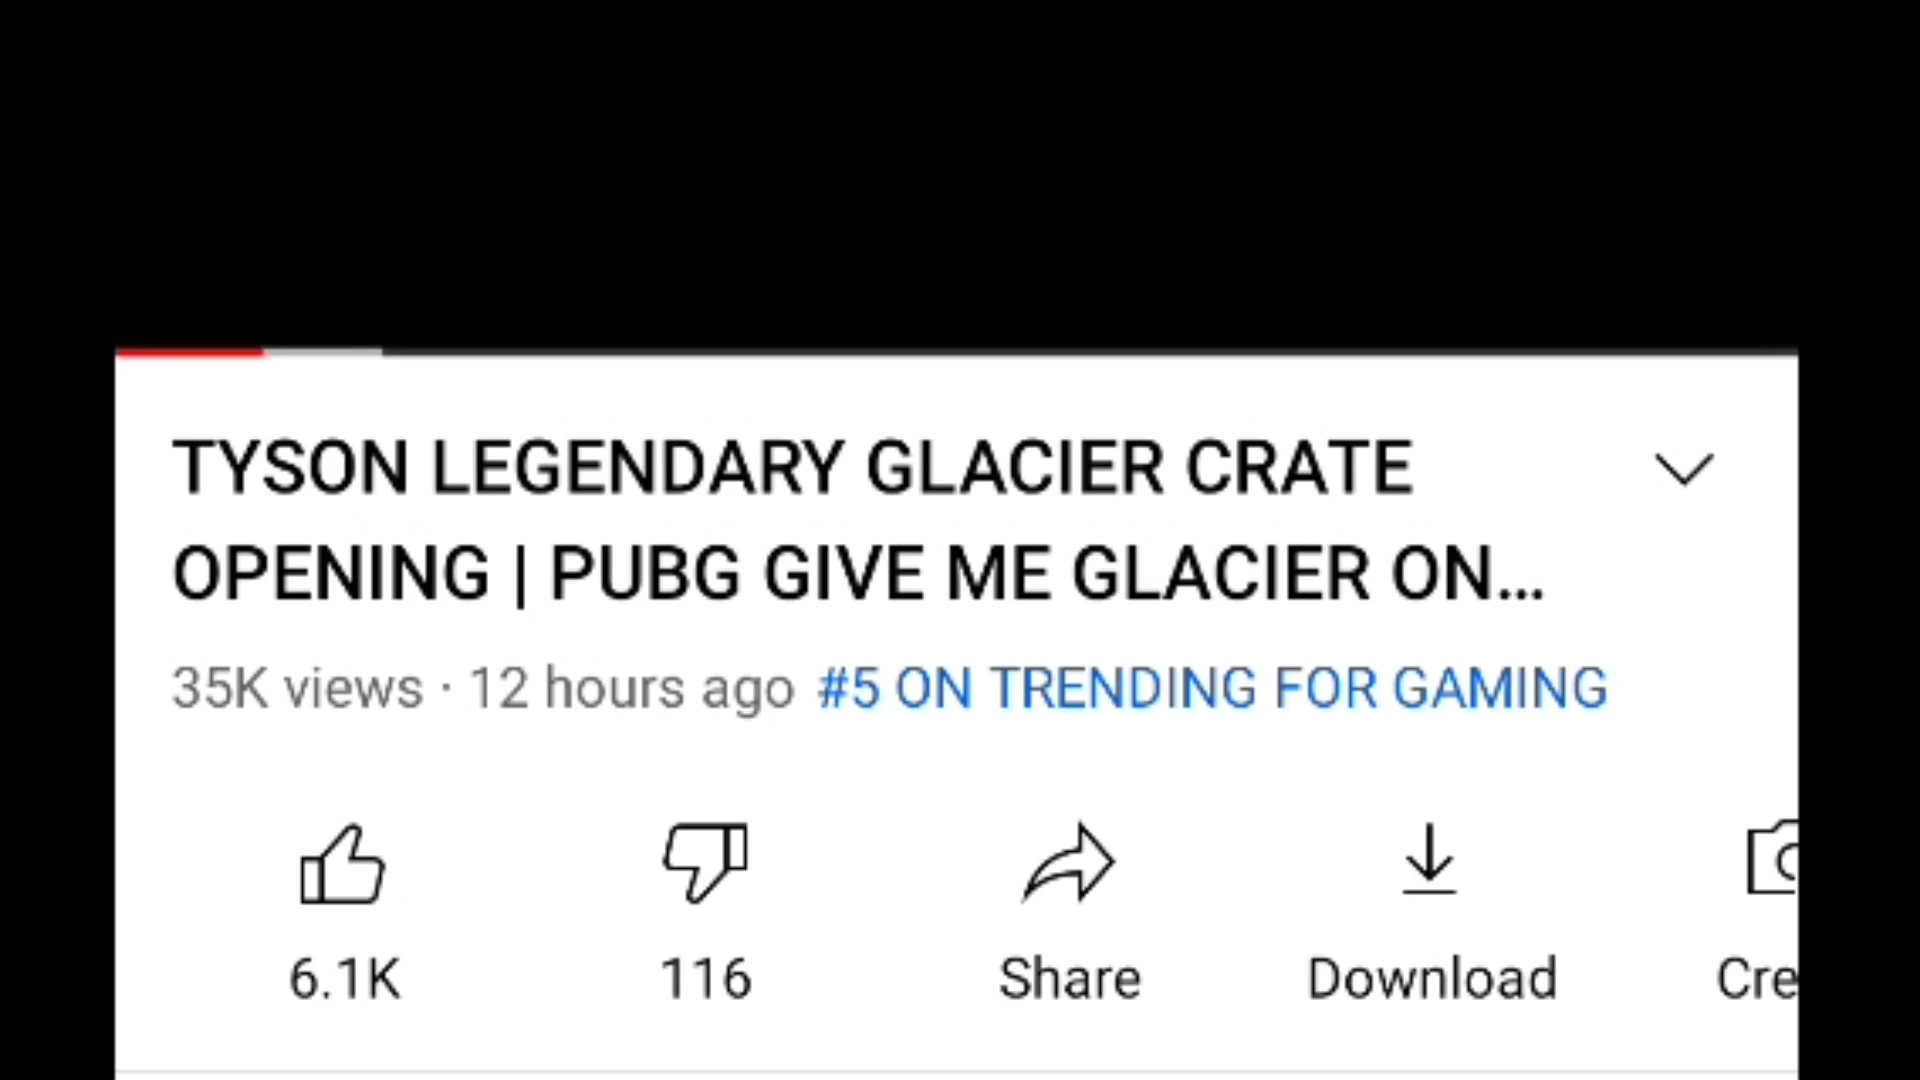 TYSON LEGENDARY GLACIER CRATE
OPENING | PUBG GIVE ME GLACIER ON...
35K views · 12 hours ago #5 ON TRENDING FOR GAMING
6.1K 116 Share Download Cre